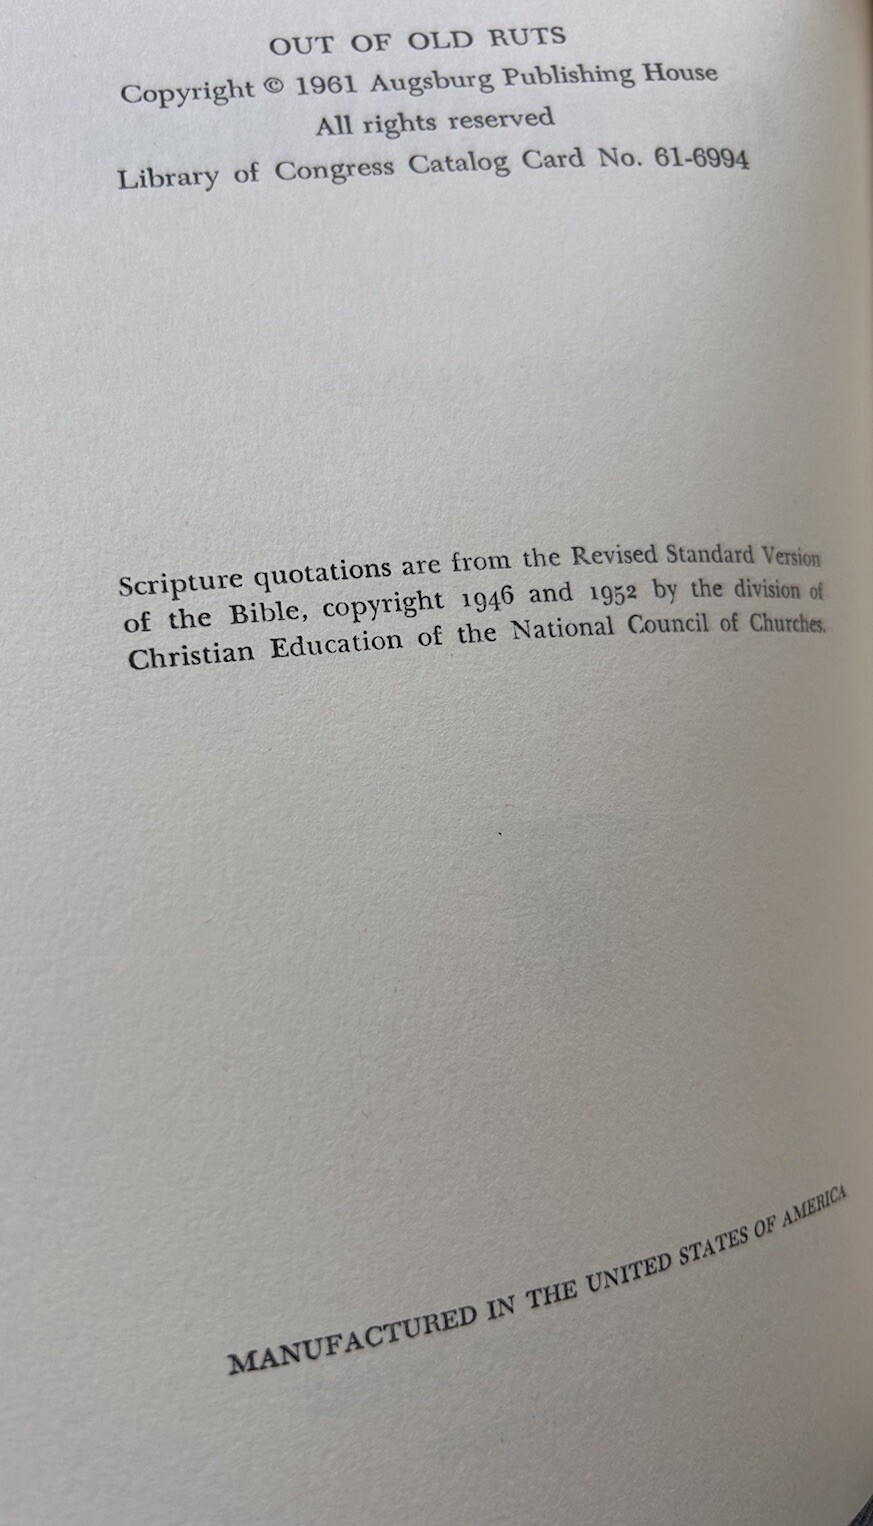 OUT OF OLD RUTS
Copyright © 1961 Augsburg Publishing House
All rights reserved
Library of Congress Catalog Card No. 61-6994
Scripture quotations are from the Revised Standard Version
of the Bible, copyright 1946 and 1952 by the division of
Christian Education of the National Council of Churches.
MANUFACTURED IN THE UNITED STATES OF AMERICA